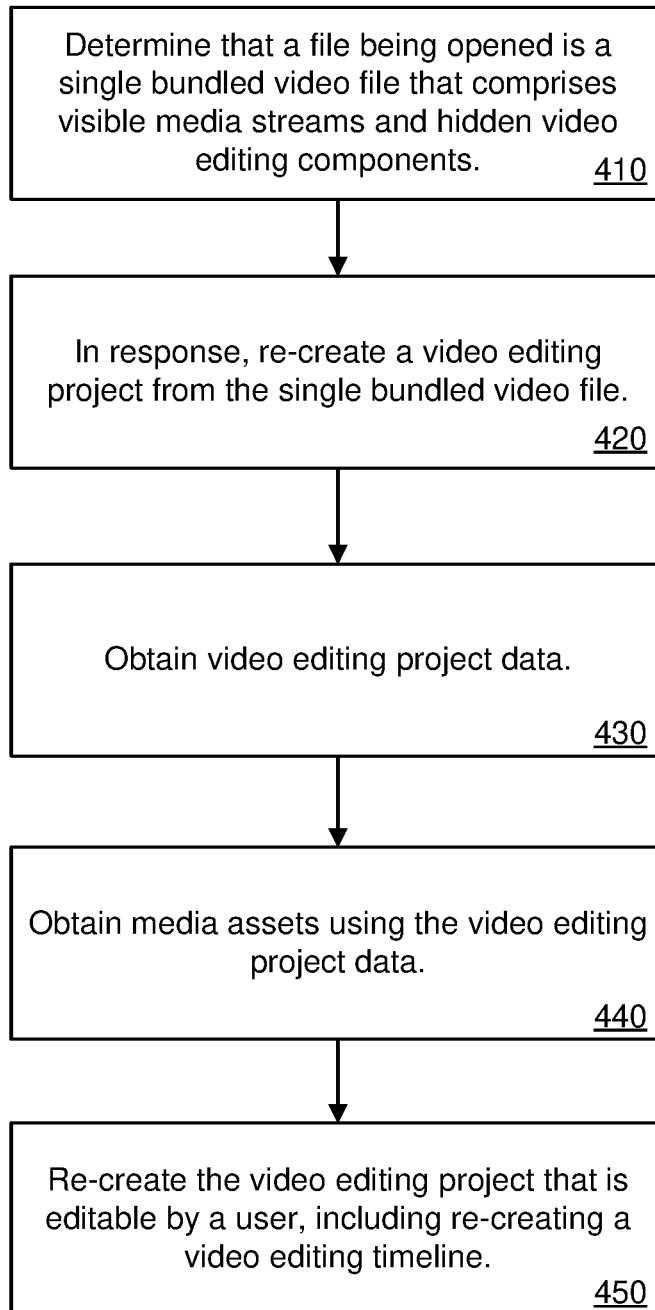 Determine that a file being opened is a
single bundled video file that comprises
visible media streams and hidden video
editing components.
410
In response, re-create a video editing
project from the single bundled video file.
420
Obtain video editing project data.
430
Obtain media assets using the video editing
project data.
440
Re-create the video editing project that is
editable by a user, including re-creating a
video editing timeline.
450